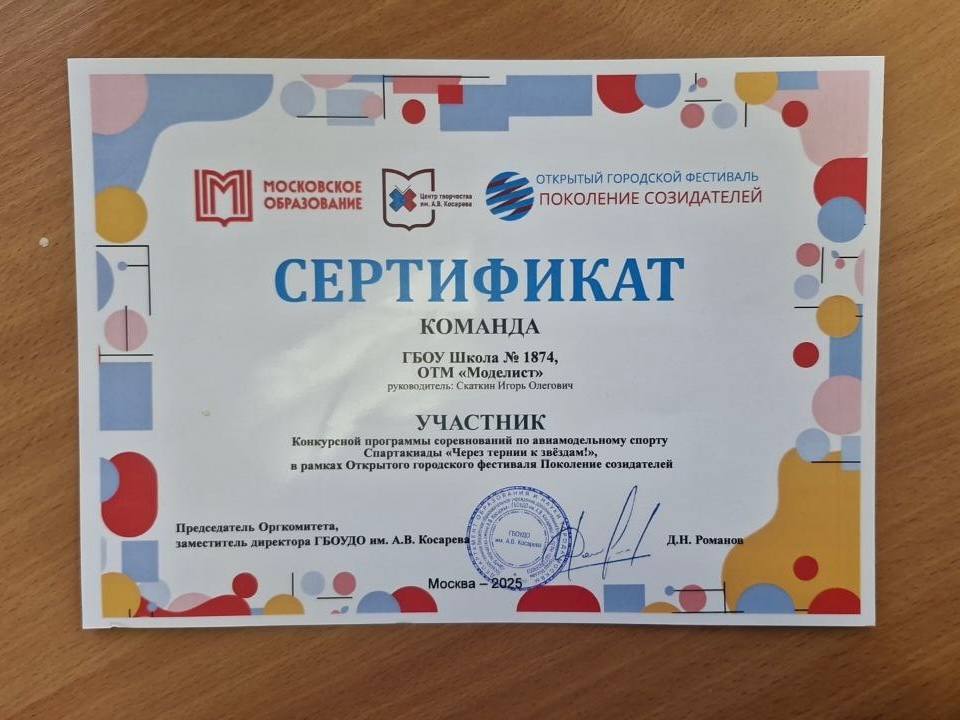 МОСКОВСКОЕ
ОБРАЗОВАНИЕ
Центр творчества
им. А.В. Косарева
ОТКРЫТЫЙ ГОРОДСКОЙ ФЕСТИВАЛЬ
ПОКОЛЕНИЕ СОЗИДАТЕЛЕЙ
СЕРТИФИКАТ
КОМАНДА
ГБОУ Школа № 1874,
ОТМ «Моделист»
руководитель: Скаткин Игорь Олегович
УЧАСТНИК
Конкурсной программы соревнований по авиамодельному спорту
Спартакиады «Через тернии к звёздам!»,
в рамках Открытого городского фестиваля Поколение созидателей
Председатель Оргкомитета,
заместитель директора ГБОУДО им. А.В. Косарева
ГБОУДО
им. А.В. Косарева
Д.Н. Романов
Москва – 2025